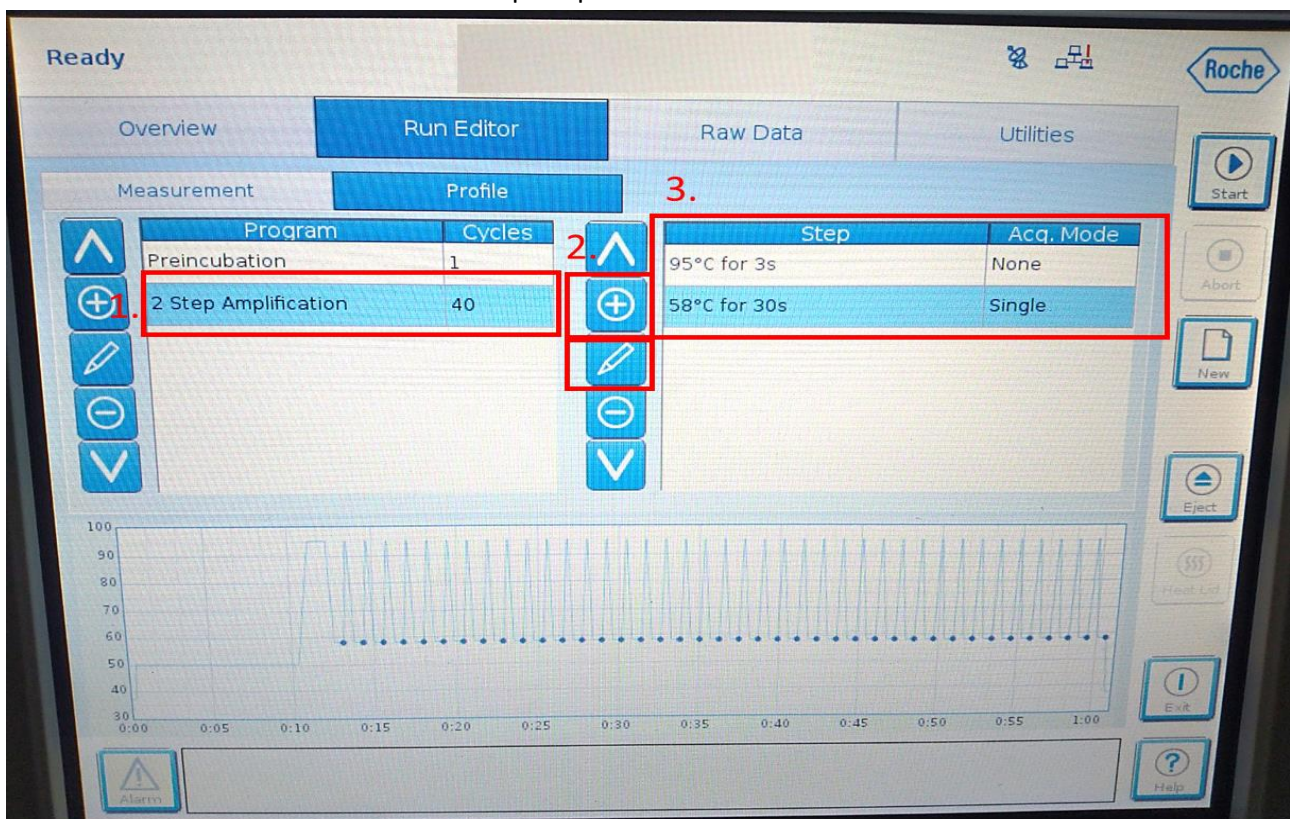 Ready
Roche
Overview
Run Editor
Raw Data
Utilities
Start
Measurement
Profile
3.
Program
Cycles
2.
Step
Acq. Mode
Preincubation
1
95°C for 3s
None
Abort
1.
2 Step Amplification
40
58°C for 30s
Single
New
Eject
100
90
80
70
60
50
40
30
Heat Lid
0:00 0:05 0:10 0:15 0:20 0:25 0:30 0:35 0:40 0:45 0:50 0:55 1:00
Exit
Alarm
Help